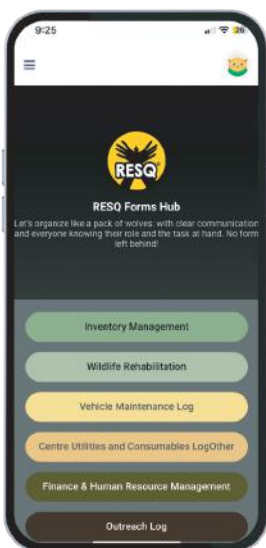 9:25
26
RESQ
RESQ Forms Hub
Let's organize like a pack of wolves: with clear communication
and everyone knowing their role and the task at hand. No form
left behind!
Inventory Management
Wildlife Rehabilitation
Vehicle Maintenance Log
Centre Utilities and Consumables LogOther
Finance & Human Resource Management
Outreach Log